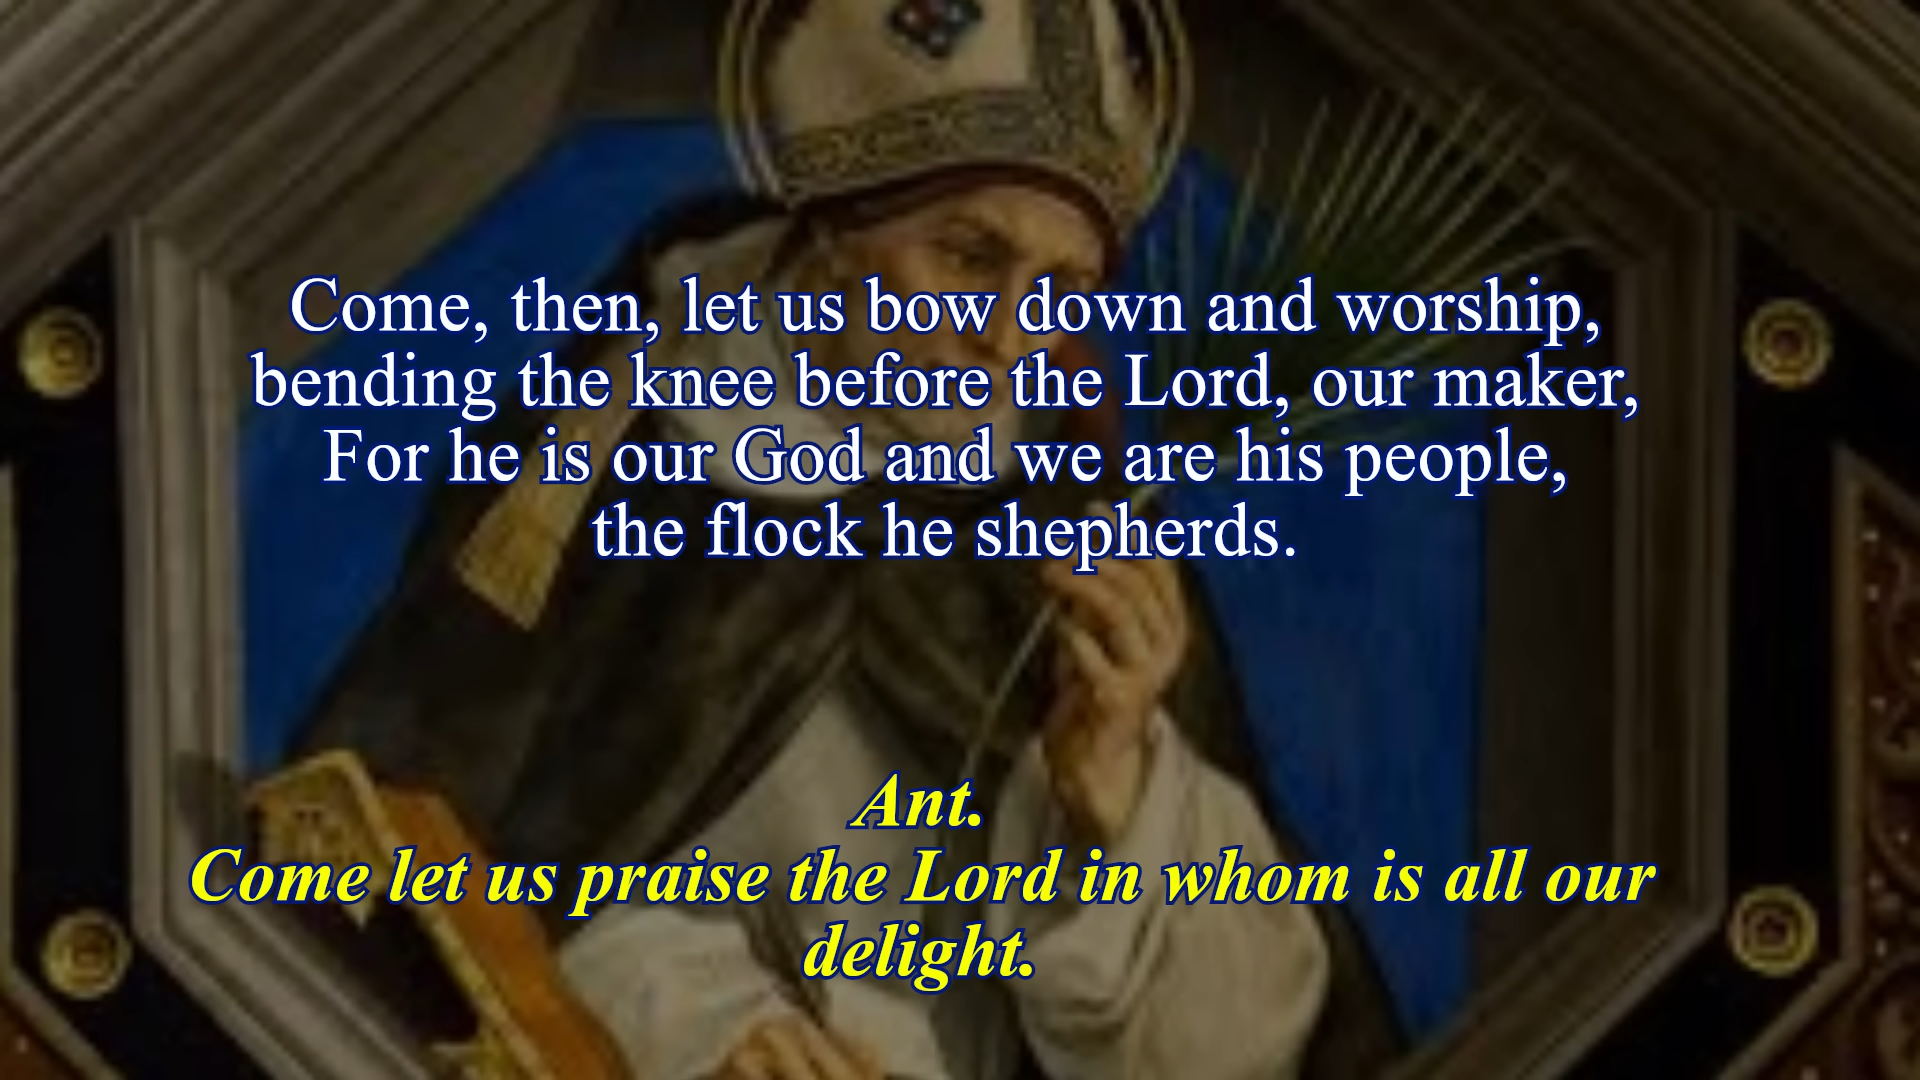 Come, then, let us bow down and worship,
bending the knee before the Lord, our maker,
For he is our God and we are his people,
the flock he shepherds.
Ant.
Come let us praise the Lord in whom is all our
delight.